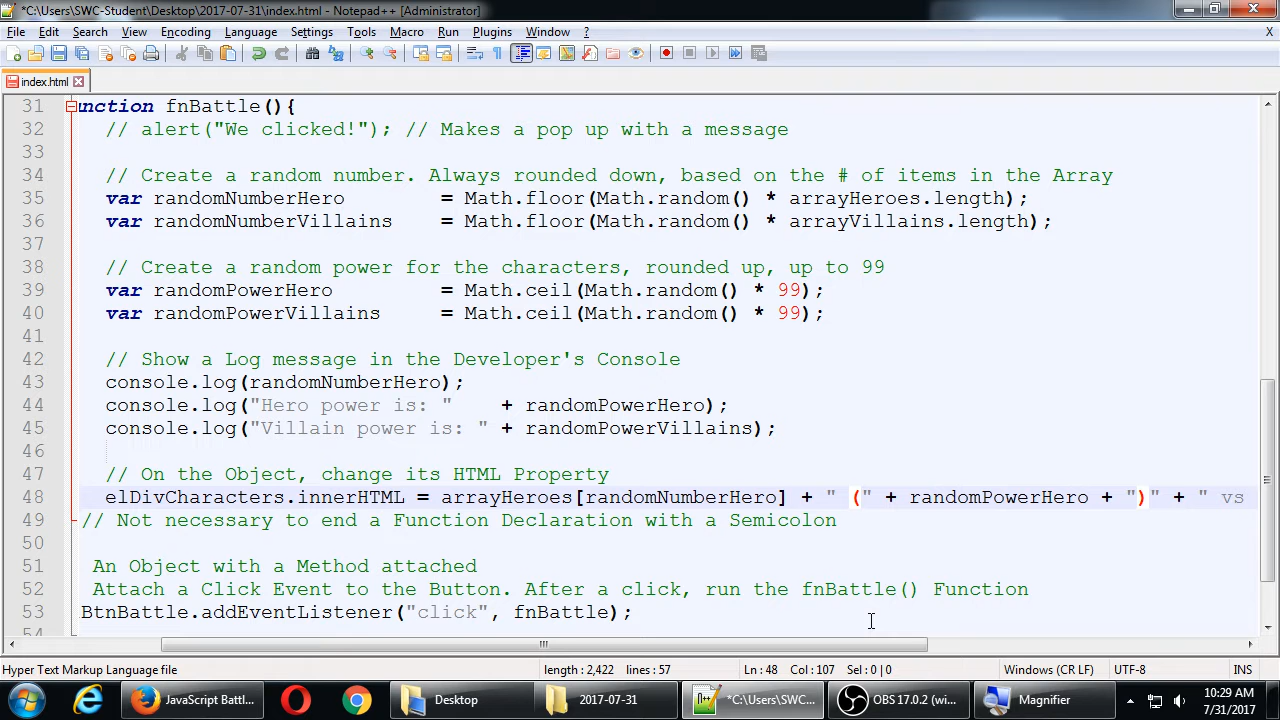 *C:\Users\SWC-Student\Desktop\2017-07-31\index.html - Notepad++ [Administrator]
File Edit Search View Encoding Language Settings Tools Macro Run Plugins Window ? X
index.html
31 nction fnBattle(){
32 // alert("We clicked!"); // Makes a pop up with a message
33
34 // Create a random number. Always rounded down, based on the # of items in the Array
35 var randomNumberHero = Math.floor(Math.random() * arrayHeroes.length);
36 var randomNumberVillains = Math.floor(Math.random() * arrayVillains.length);
37
38 // Create a random power for the characters, rounded up, up to 99
39 var randomPowerHero = Math.ceil(Math.random() * 99);
40 var randomPowerVillains = Math.ceil(Math.random() * 99);
41
42 // Show a Log message in the Developer's Console
43 console.log(randomNumberHero);
44 console.log("Hero power is: " + randomPowerHero);
45 console.log("Villain power is: " + randomPowerVillains);
46
47 // On the Object, change its HTML Property
48 elDivCharacters.innerHTML = arrayHeroes[randomNumberHero] + " (" + randomPowerHero + ")" + " vs
49 // Not necessary to end a Function Declaration with a Semicolon
50
51 An Object with a Method attached
52 Attach a Click Event to the Button. After a click, run the fnBattle() Function
53 BtnBattle.addEventListener("click", fnBattle);
54
Hyper Text Markup Language file length : 2,422 lines : 57 Ln : 48 Col : 107 Sel : 0 | 0 Windows (CR LF) UTF-8 INS
JavaScript Battl... Desktop 2017-07-31 *C:\Users\SWC... OBS 17.0.2 (wi... Magnifier 10:29 AM
7/31/2017